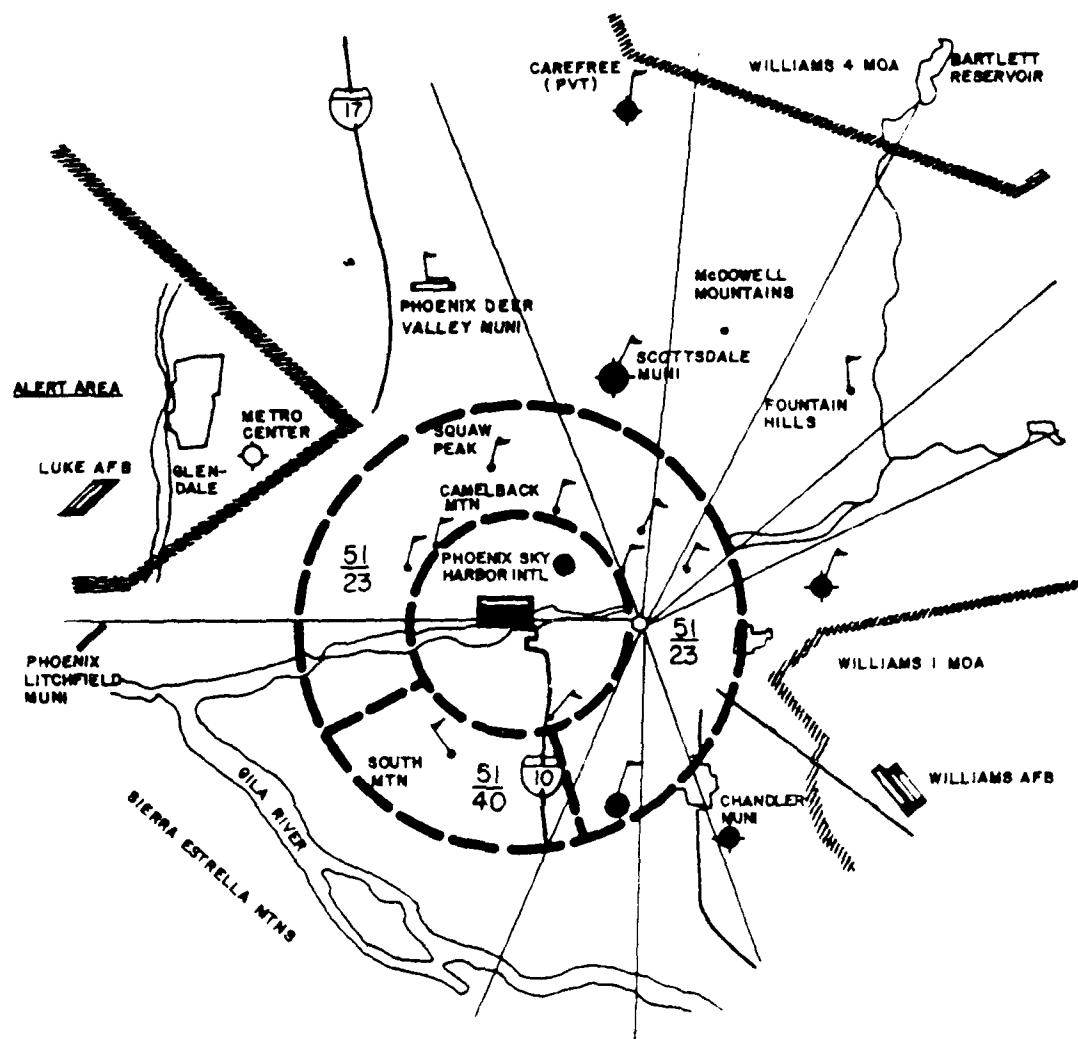 WILLIAMS 4 MOA
BARTLETT
RESERVOIR
CAREFREE
(PVT)
17
McDOWELL
MOUNTAINS
PHOENIX DEER
VALLEY MUNI
SCOTTSDALE
MUNI
ALERT AREA
METRO
CENTER
FOUNTAIN
HILLS
SQUAW
PEAK
LUKE AFB
GLEN-
DALE
CAMELBACK
MTN
51
23
PHOENIX SKY
HARBOR INTL
51
23
PHOENIX
LITCHFIELD
MUNI
WILLIAMS 1 MOA
SOUTH
MTN
51
40
10
WILLIAMS AFB
CHANDLER
MUNI
GILA RIVER
SIERRA ESTRELLA MTNS